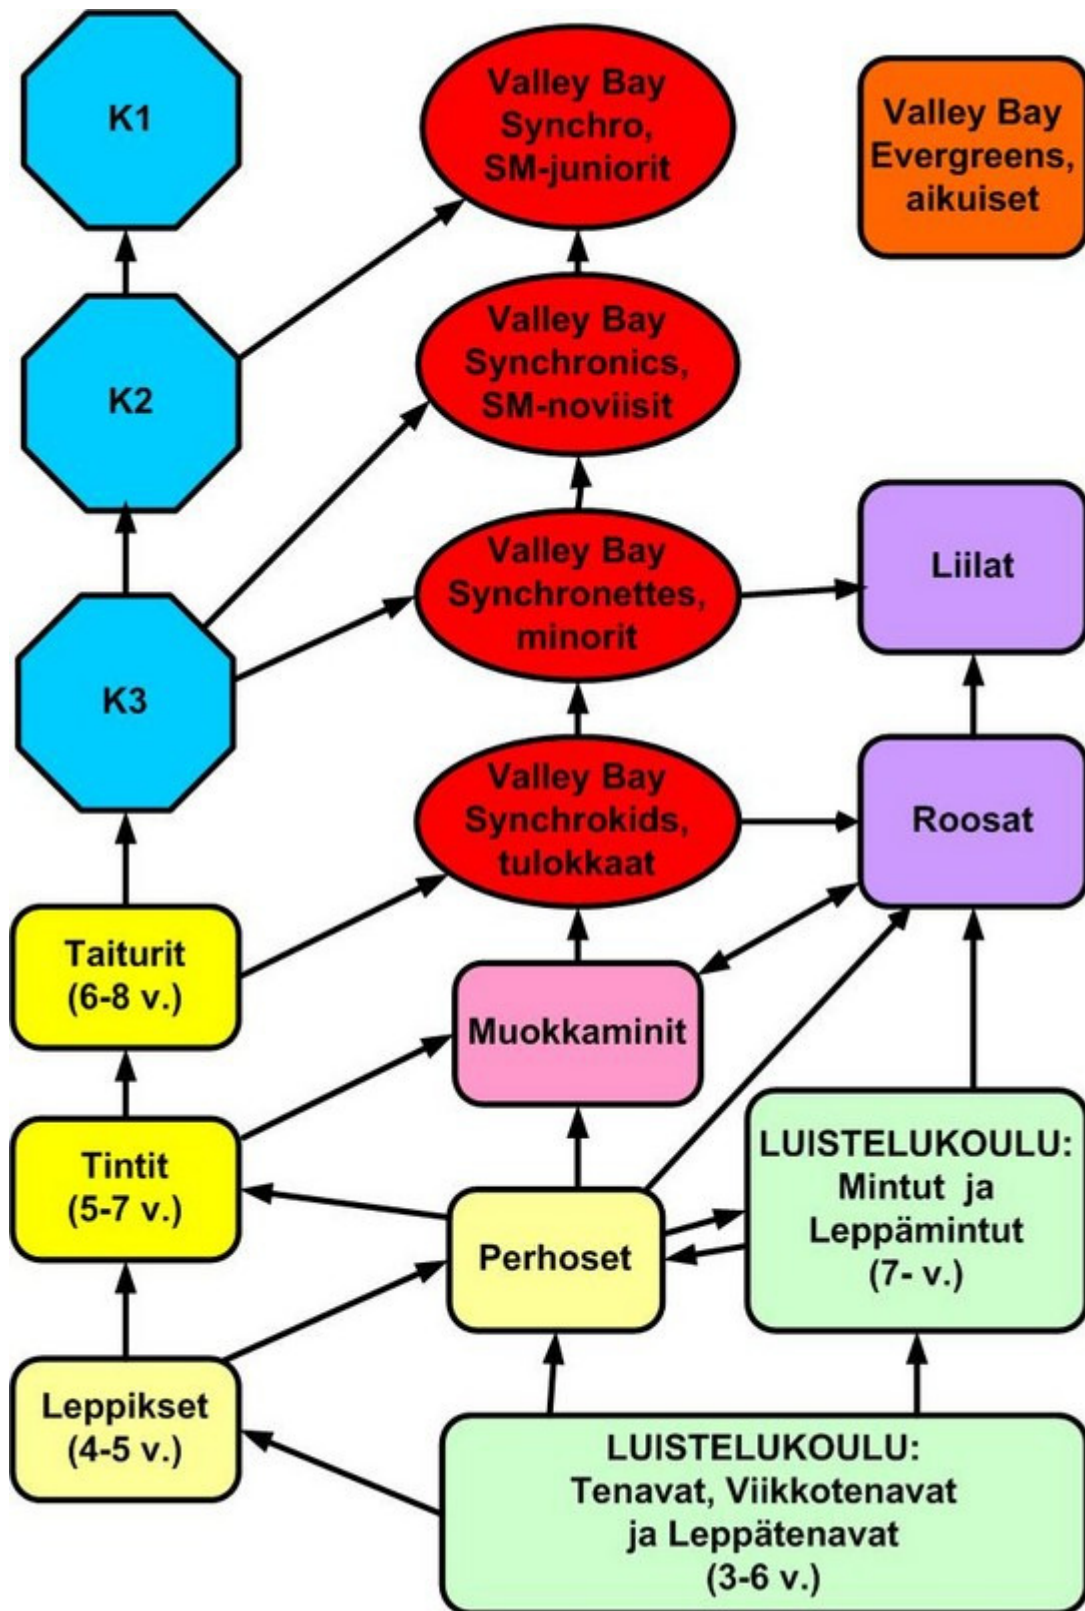 K1
Valley Bay
Synchro,
SM-juniorit
Valley Bay
Evergreens,
aikuiset
K2
Valley Bay
Synchronics,
SM-noviisit
Valley Bay
Synchronettes,
minorit
Liilat
K3
Valley Bay
Synchrokids,
tulokkaat
Roosat
Taiturit
(6-8 v.)
Muokkaminit
Tintit
(5-7 v.)
Perhoset
LUISTELUKOULU:
Mintut ja
Leppämintut
(7- v.)
Leppikset
(4-5 v.)
LUISTELUKOULU:
Tenavat, Viikkotenavat
ja Leppätenavat
(3-6 v.)